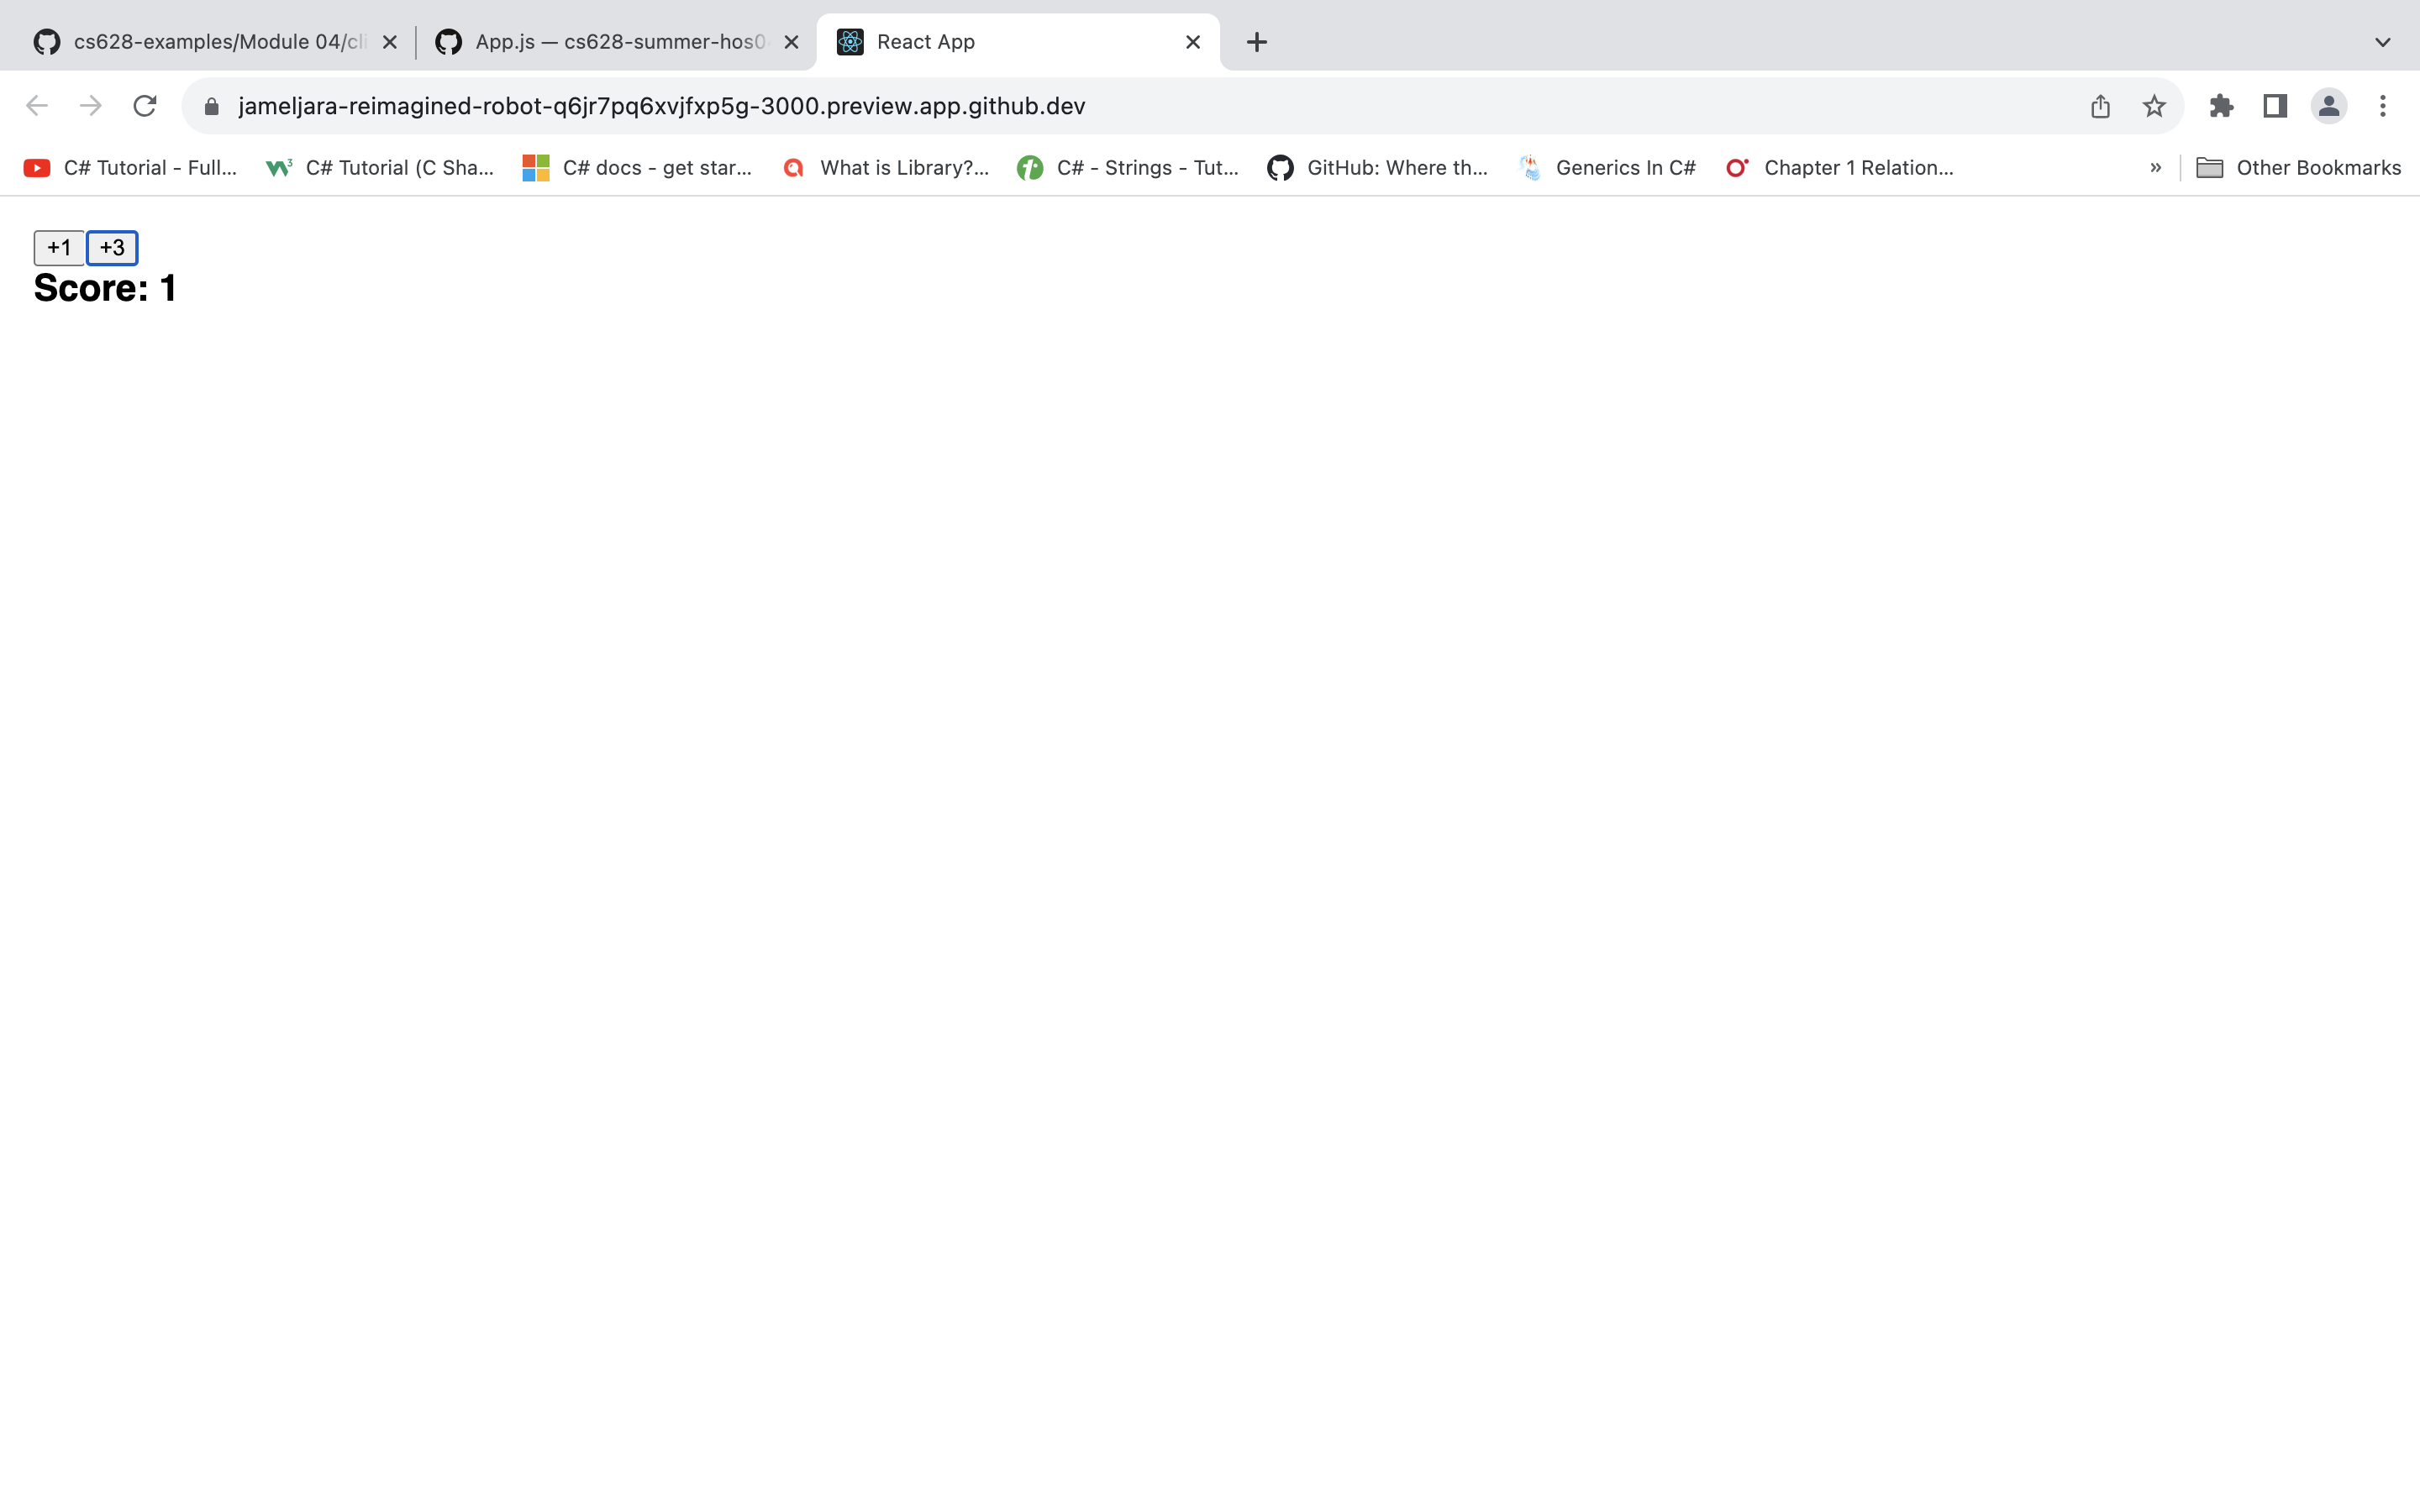 cs628-examples/Module 04/cli
App.js — cs628-summer-hos0
React App
jameljara-reimagined-robot-q6jr7pq6xvjfxp5g-3000.preview.app.github.dev
C# Tutorial - Full... C# Tutorial (C Sha... C# docs - get star... What is Library?... C# - Strings - Tut... GitHub: Where th... Generics In C# Chapter 1 Relation... » Other Bookmarks
+1 +3
Score: 1